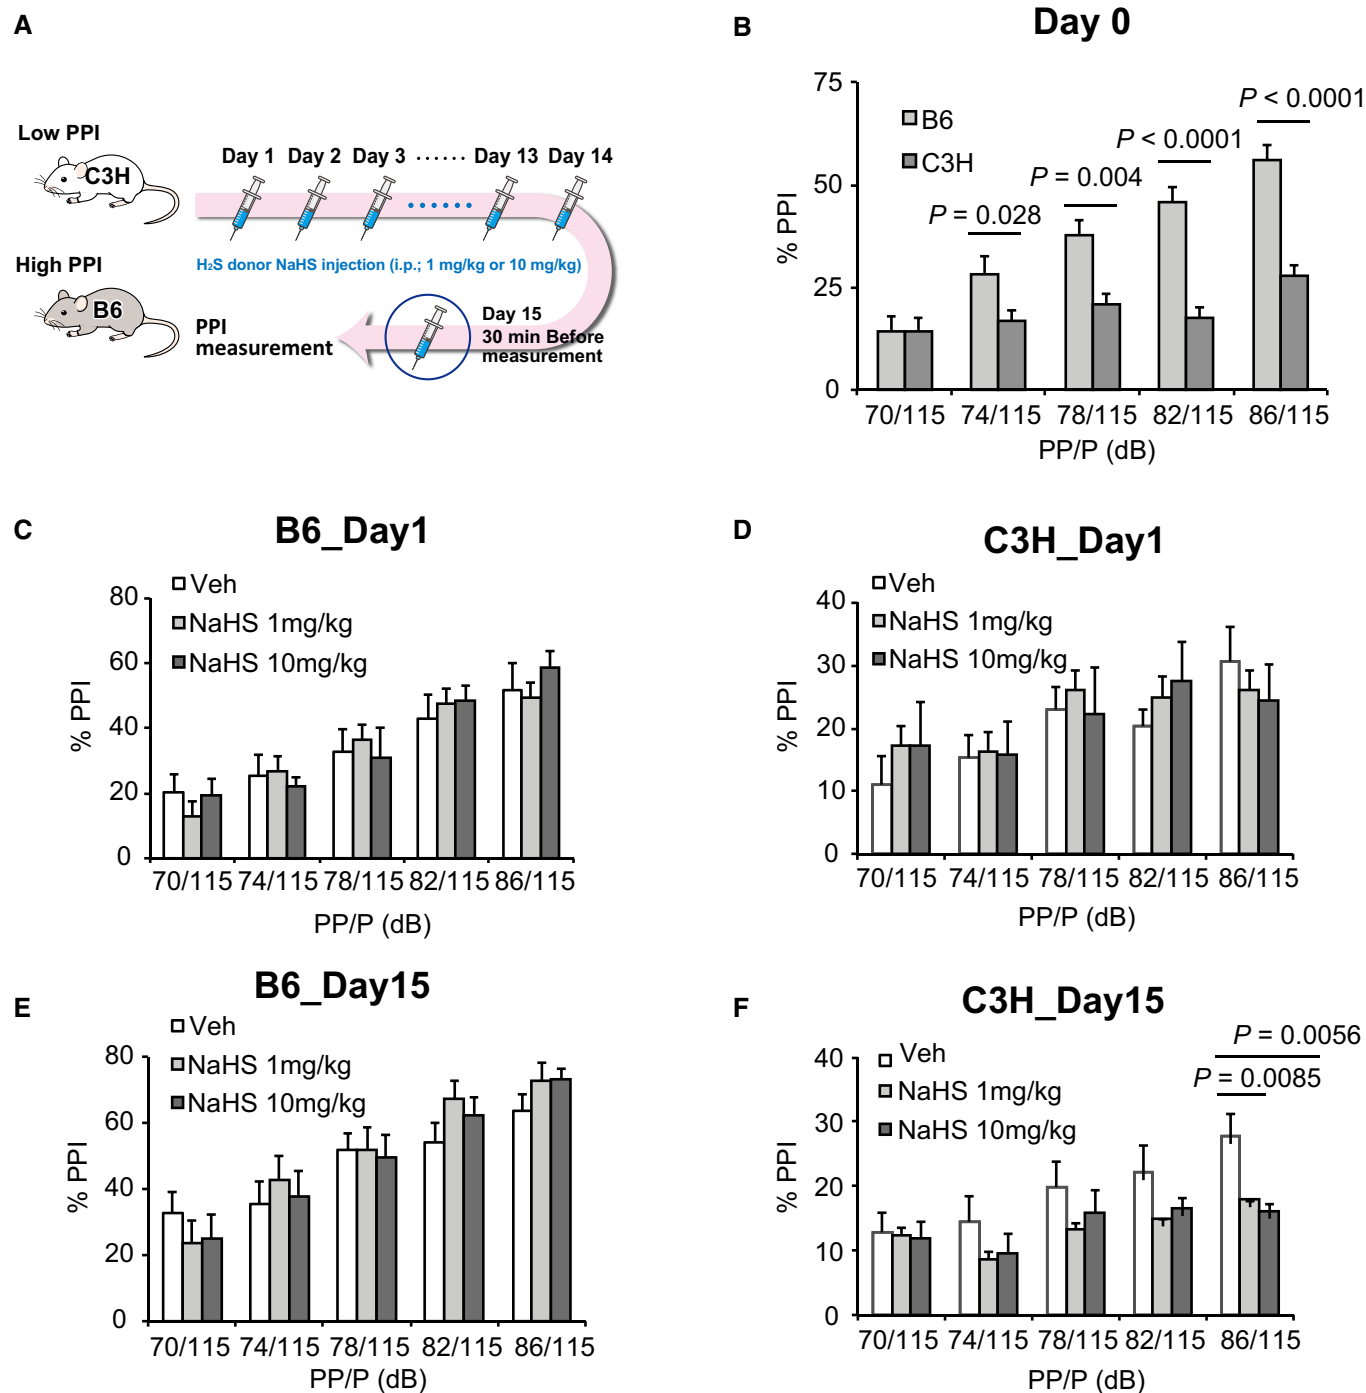 A
Low PPI
C3H
Day 1 Day 2 Day 3 ······ Day 13 Day 14
H2S donor NaHS injection (i.p.; 1 mg/kg or 10 mg/kg)
High PPI
B6
PPI
measurement
Day 15
30 min Before
measurement
B
Day 0
B6
C3H
P = 0.028
P = 0.004
P < 0.0001
P < 0.0001
% PPI
75
50
25
0
70/115 74/115 78/115 82/115 86/115
PP/P (dB)
C
B6_Day1
Veh
NaHS 1mg/kg
NaHS 10mg/kg
% PPI
80
60
40
20
0
70/115 74/115 78/115 82/115 86/115
PP/P (dB)
D
C3H_Day1
Veh
NaHS 1mg/kg
NaHS 10mg/kg
% PPI
40
30
20
10
0
70/115 74/115 78/115 82/115 86/115
PP/P (dB)
E
B6_Day15
Veh
NaHS 1mg/kg
NaHS 10mg/kg
% PPI
80
60
40
20
0
70/115 74/115 78/115 82/115 86/115
PP/P (dB)
F
C3H_Day15
Veh
NaHS 1mg/kg
NaHS 10mg/kg
P = 0.0056
P = 0.0085
% PPI
40
30
20
10
0
70/115 74/115 78/115 82/115 86/115
PP/P (dB)